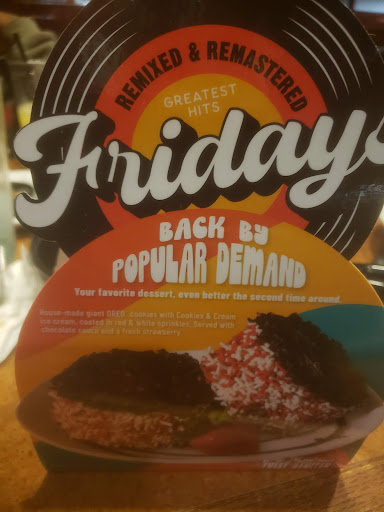 REMIXED & REMASTERED
GREATEST
HITS
Fridays
BACK BY
POPULAR DEMAND
Your favorite dessert, even better the second time around.
House-made giant OREO® cookies with Cookies & Cream
ice cream, coated in red & white sprinkles. Served with
chocolate sauce and a fresh strawberry.